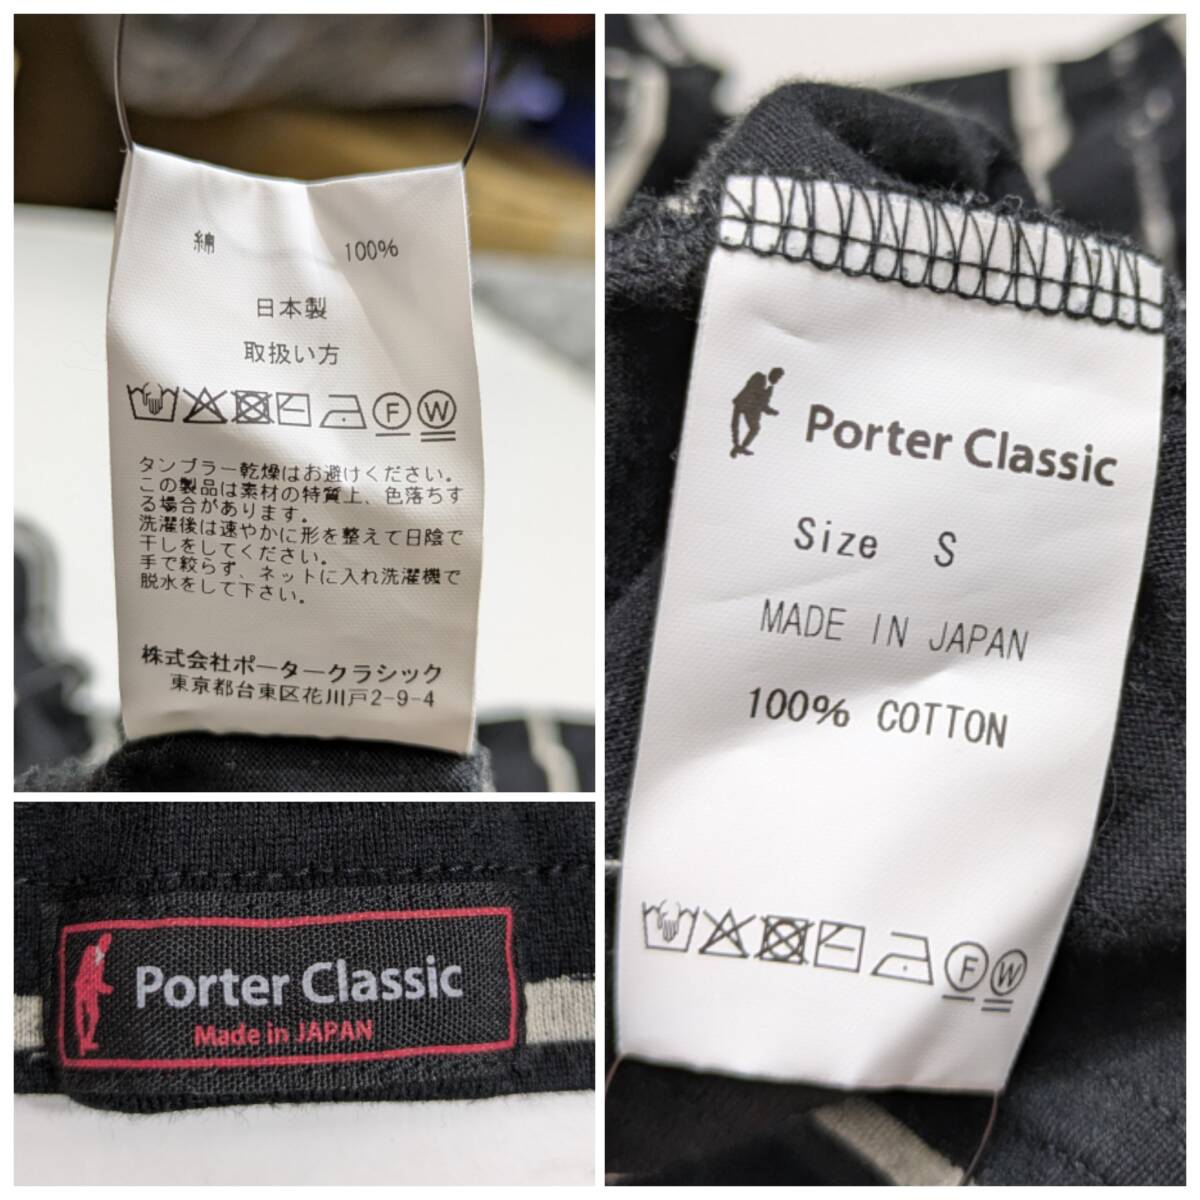 綿 100%
日本製
取扱い方
F W
タンブラー乾燥はお避けください。
この製品は素材の特質上、色落ちす
る場合があります。
洗濯後は速やかに形を整えて日陰で
干しをしてください。
手で絞らず、ネットに入れ洗濯機で
脱水をして下さい。
株式会社ポータークラシック
東京都台東区花川戸2-9-4
Porter Classic
Made in JAPAN
Porter Classic
Size S
MADE IN JAPAN
100% COTTON
F W